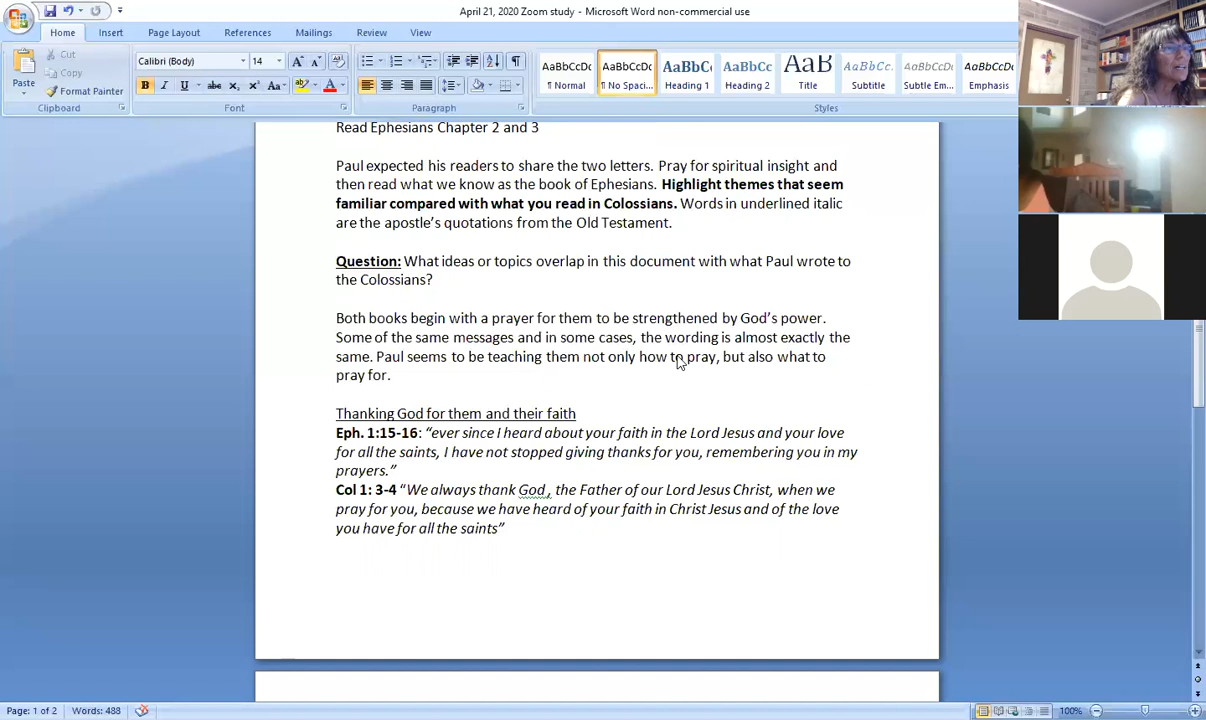 April 21, 2020 Zoom study - Microsoft Word non-commercial use
Home Insert Page Layout References Mailings Review View
Paste
Cut
Copy
Format Painter
Clipboard
Calibri (Body) 14
B I U abc x₂ x² Aa
Font
Paragraph
AaBbCcDc AaBbCcDc AaBbC AaBbCc AaB AaBbCcL AaBbCcDc AaBbCcDc
¶ Normal ¶ No Spaci... Heading 1 Heading 2 Title Subtitle Subtle Em... Emphasis
Styles
Read Ephesians Chapter 2 and 3
Paul expected his readers to share the two letters. Pray for spiritual insight and
then read what we know as the book of Ephesians. Highlight themes that seem
familiar compared with what you read in Colossians. Words in underlined italic
are the apostle's quotations from the Old Testament.
Question: What ideas or topics overlap in this document with what Paul wrote to
the Colossians?
Both books begin with a prayer for them to be strengthened by God's power.
Some of the same messages and in some cases, the wording is almost exactly the
same. Paul seems to be teaching them not only how to pray, but also what to
pray for.
Thanking God for them and their faith
Eph. 1:15-16: “ever since I heard about your faith in the Lord Jesus and your love
for all the saints, I have not stopped giving thanks for you, remembering you in my
prayers.”
Col 1: 3-4 “We always thank God , the Father of our Lord Jesus Christ, when we
pray for you, because we have heard of your faith in Christ Jesus and of the love
you have for all the saints”
Page: 1 of 2 Words: 488 100%